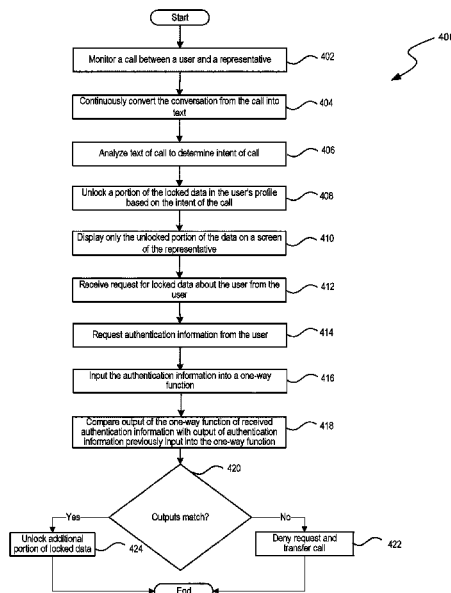 Start
400
Monitor a call between a user and a representative
402
Continuously convert the conversation from the call into
text
404
Analyze text of call to determine intent of call
406
Unlock a portion of the locked data in the user's profile
based on the intent of the call
408
Display only the unlocked portion of the data on a screen
of the representative
410
Receive request for locked data about the user from the
user
412
Request authentication information from the user
414
Input the authentication information into a one-way
function
416
Compare output of the one-way function of received
authentication information with output of authentication
information previously input into the one-way function
418
420
Outputs match?
Yes
No
Unlock additional
portion of locked data
424
Deny request and
transfer call
422
End